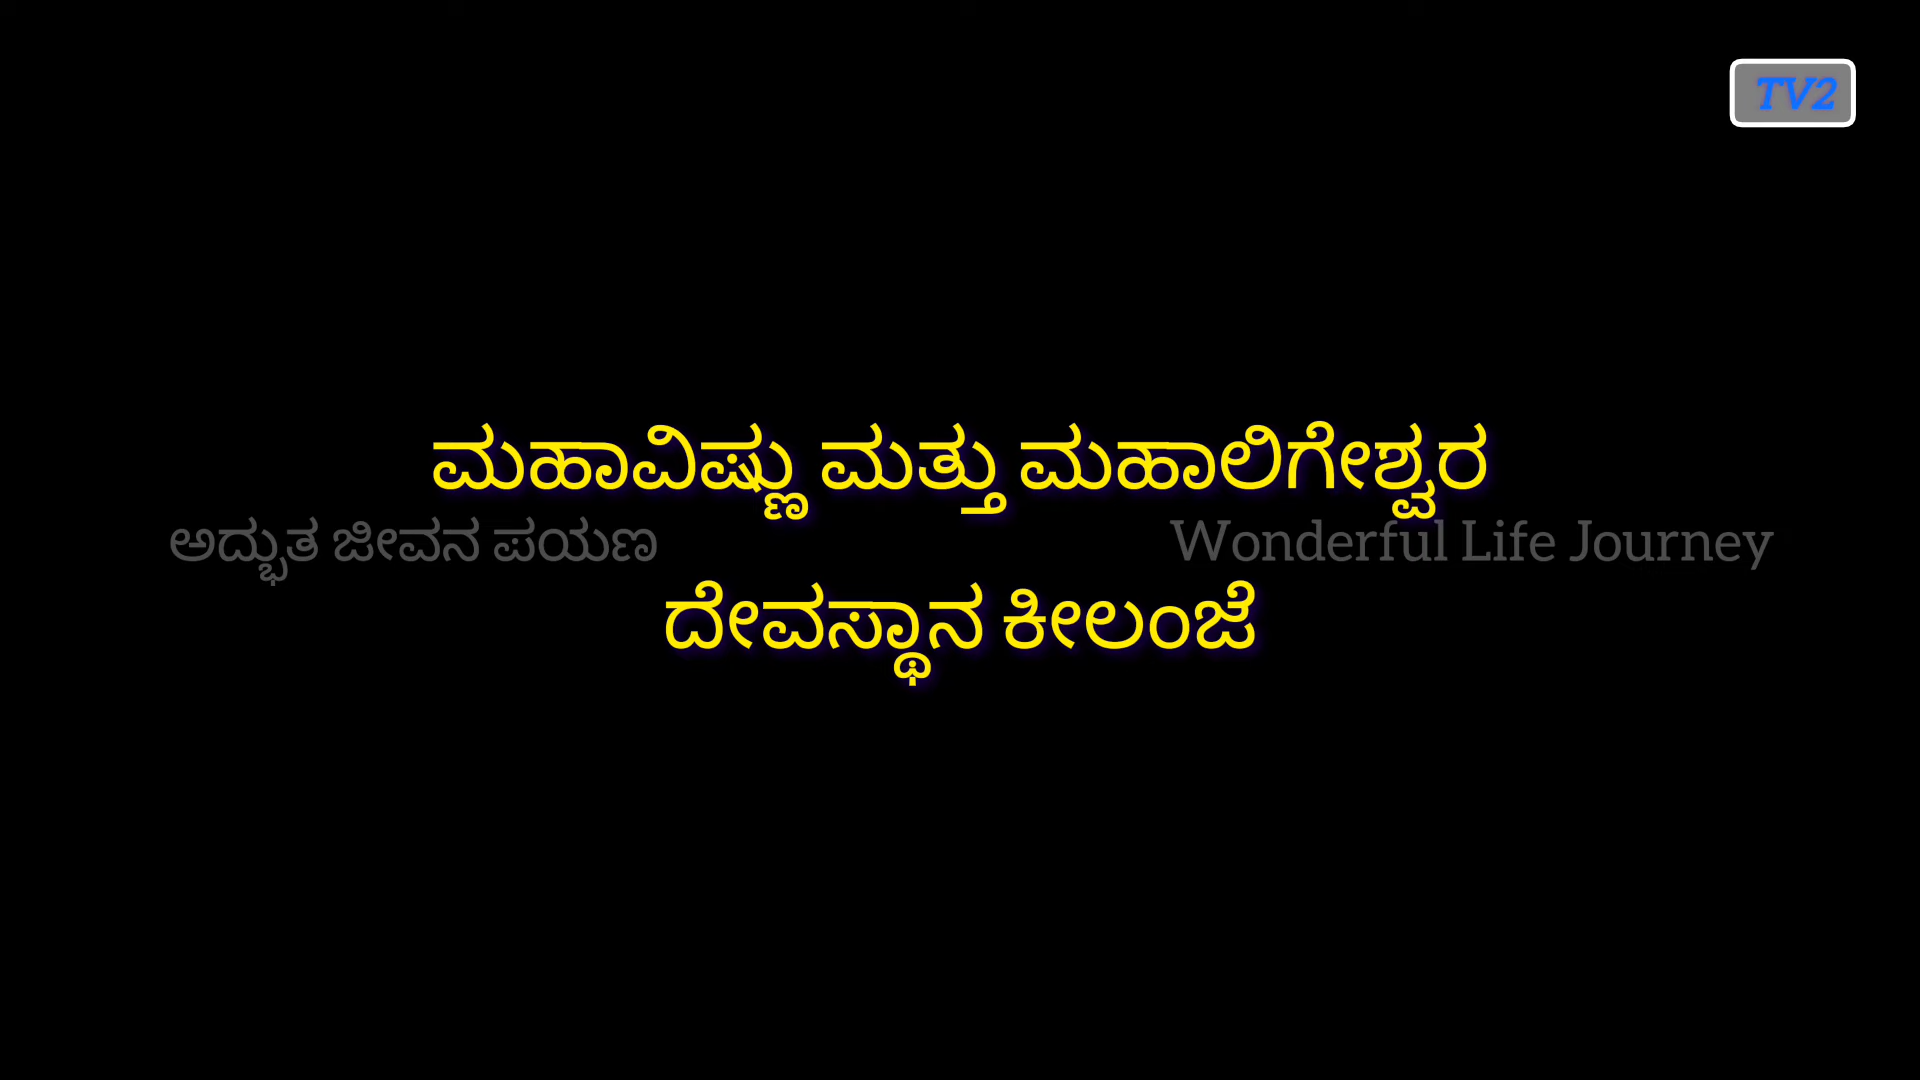 TV2
ಮಹಾವಿಷ್ಣು ಮತ್ತು ಮಹಾಲಿಗೇಶ್ವರ
ಅದ್ಭುತ ಜೀವನ ಪಯಣ
Wonderful Life Journey
ದೇವಸ್ಥಾನ ಕೀಲಂಜೆ